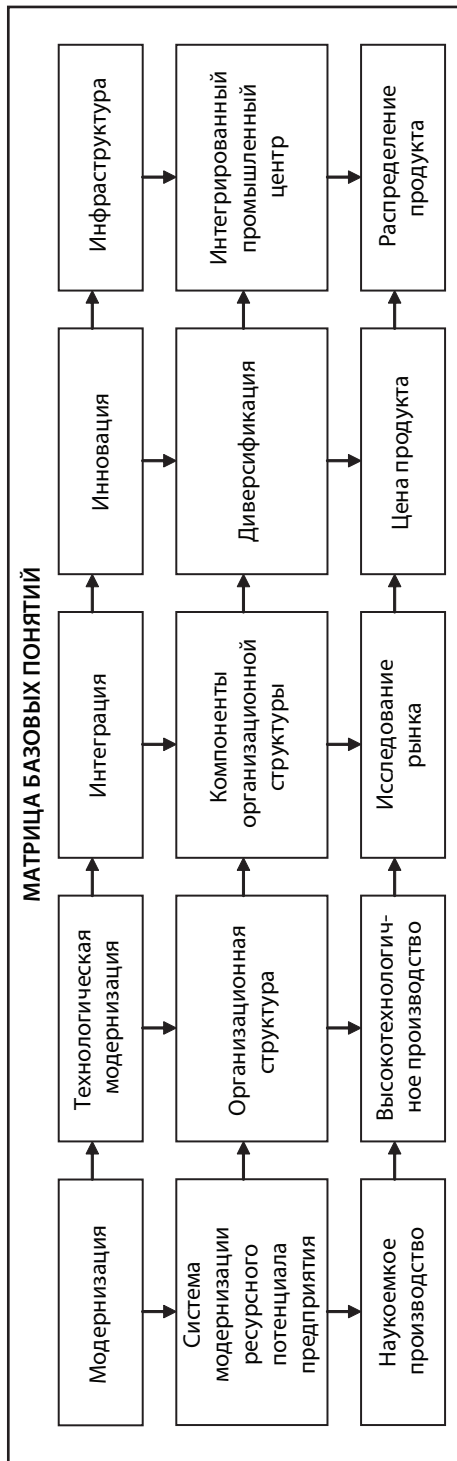 МАТРИЦА БАЗОВЫХ ПОНЯТИЙ
Модернизация
Технологическая
модернизация
Интеграция
Инновация
Инфраструктура
Система
модернизации
ресурсного
потенциала
предприятия
Организационная
структура
Компоненты
организационной
структуры
Диверсификация
Интегрированный
промышленный
центр
Наукоемкое
производство
Высокотехнологич-
ное производство
Исследование
рынка
Цена продукта
Распределение
продукта